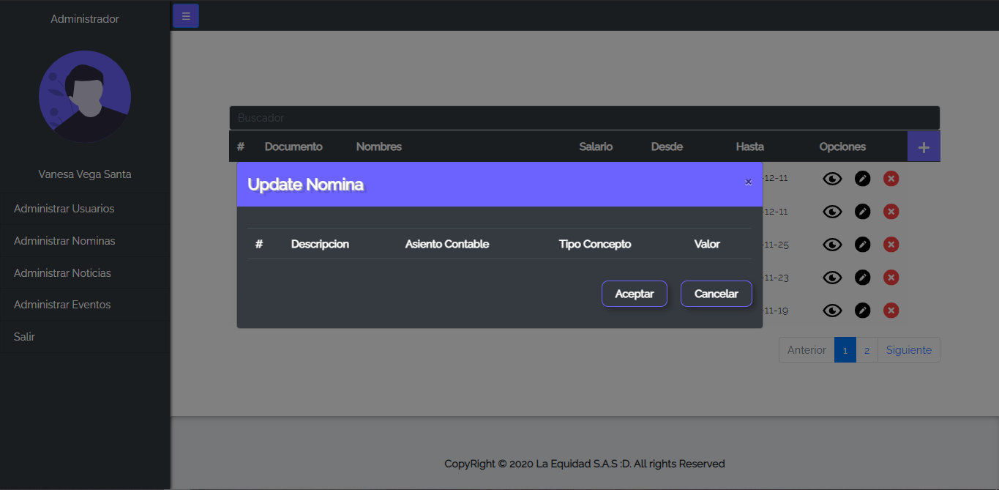 Administrador
Vanesa Vega Santa
Administrar Usuarios
Administrar Nominas
Administrar Noticias
Administrar Eventos
Salir
Buscador
# Documento Nombres Salario Desde Hasta Opciones
-12-11
-12-11
-11-25
-11-23
-11-19
Update Nomina
# Descripcion Asiento Contable Tipo Concepto Valor
Aceptar Cancelar
Anterior 1 2 Siguiente
CopyRight © 2020 La Equidad S.A.S :D. All rights Reserved